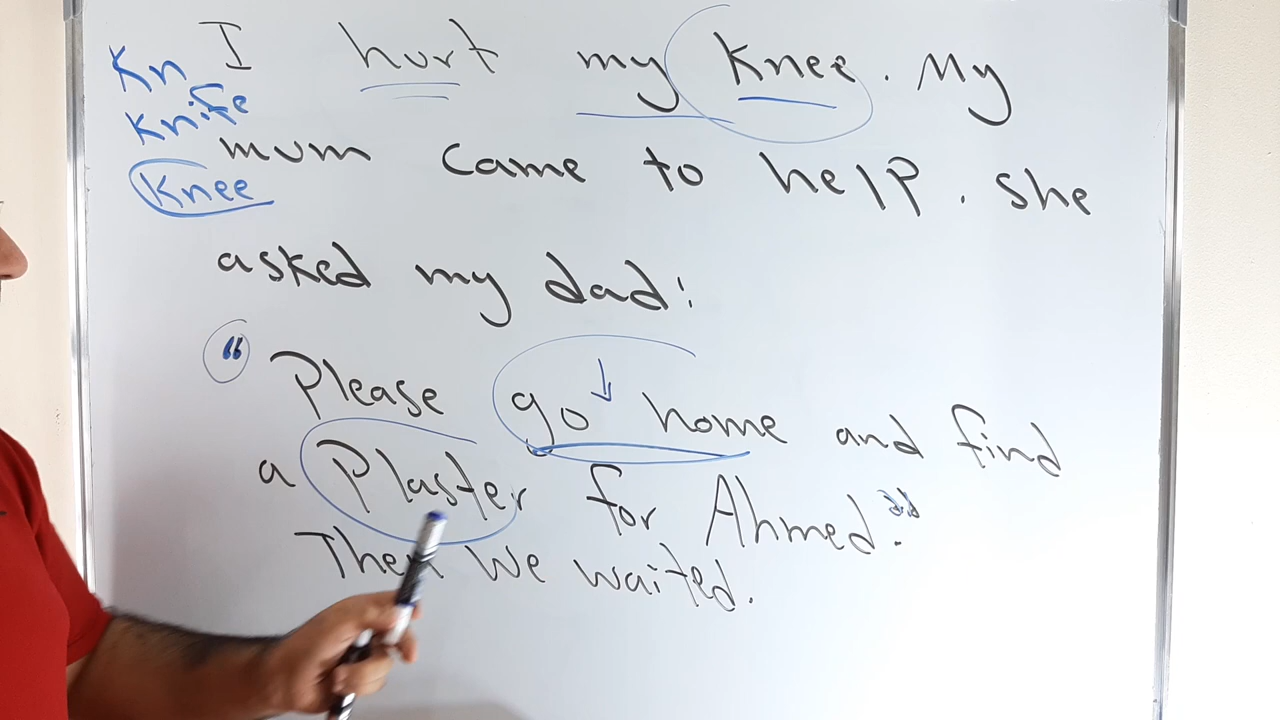 Kn
Knife
Knee
I hurt my Knee. My
mum came to help. She
asked my dad:
"Please go home and find
a Plaster for Ahmed."
Then We waited.